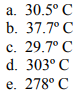 a. 30.5º C
b. 37.7º C
c. 29.7º C
d. 303º C
e. 278º C